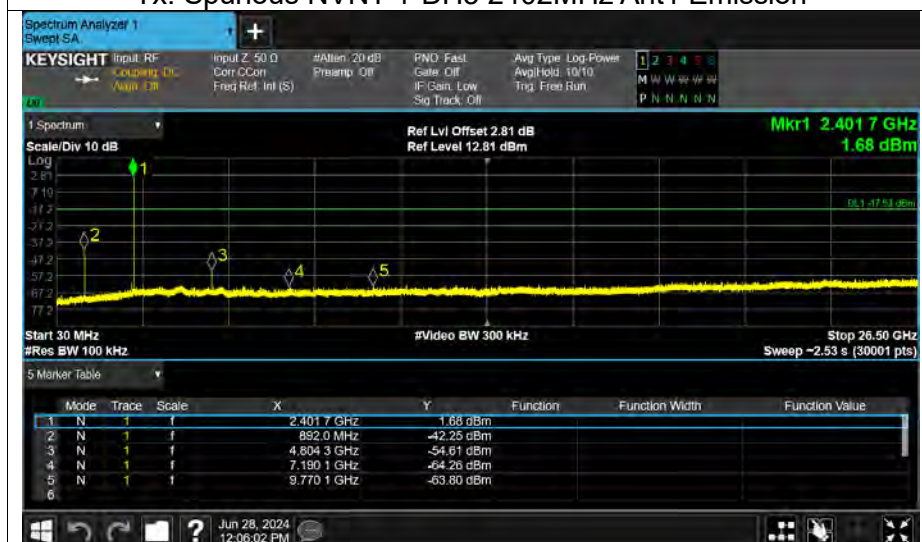 Tx. Spurious NVNT 1-DH5 2402MHz Ant1 Emission
Spectrum Analyzer 1
Swept SA
+
KEYSIGHT Input: RF
Coupling: DC
Align: Off
Input Z: 50 Ω
Corr CCorr
Freq Ref: Int (S)
#Atten: 20 dB
Preamp: Off
PNO: Fast
Gate: Off
IF Gain: Low
Sig Track: Off
Avg Type: Log-Power
Avg|Hold: 10/10
Trig: Free Run
1 2 3 4 5 6
M W W W W W
P N N N N N
1 Spectrum
Scale/Div 10 dB
Ref Lvl Offset 2.81 dB
Ref Level 12.81 dBm
Mkr1 2.401 7 GHz
1.68 dBm
Log
2.81
-7.19
-17.2
-27.2
-37.2
-47.2
-57.2
-67.2
-77.2
1
2
3
4
5
DL1 -17.53 dBm
Start 30 MHz
#Res BW 100 kHz
#Video BW 300 kHz
Stop 26.50 GHz
Sweep ~2.53 s (30001 pts)
5 Marker Table
Mode Trace Scale X Y Function Function Width Function Value
1 N 1 f 2.401 7 GHz 1.68 dBm
2 N 1 f 892.0 MHz -42.25 dBm
3 N 1 f 4.804 3 GHz -54.61 dBm
4 N 1 f 7.190 1 GHz -64.26 dBm
5 N 1 f 9.770 1 GHz -63.80 dBm
6
?
Jun 28, 2024
12:06:02 PM